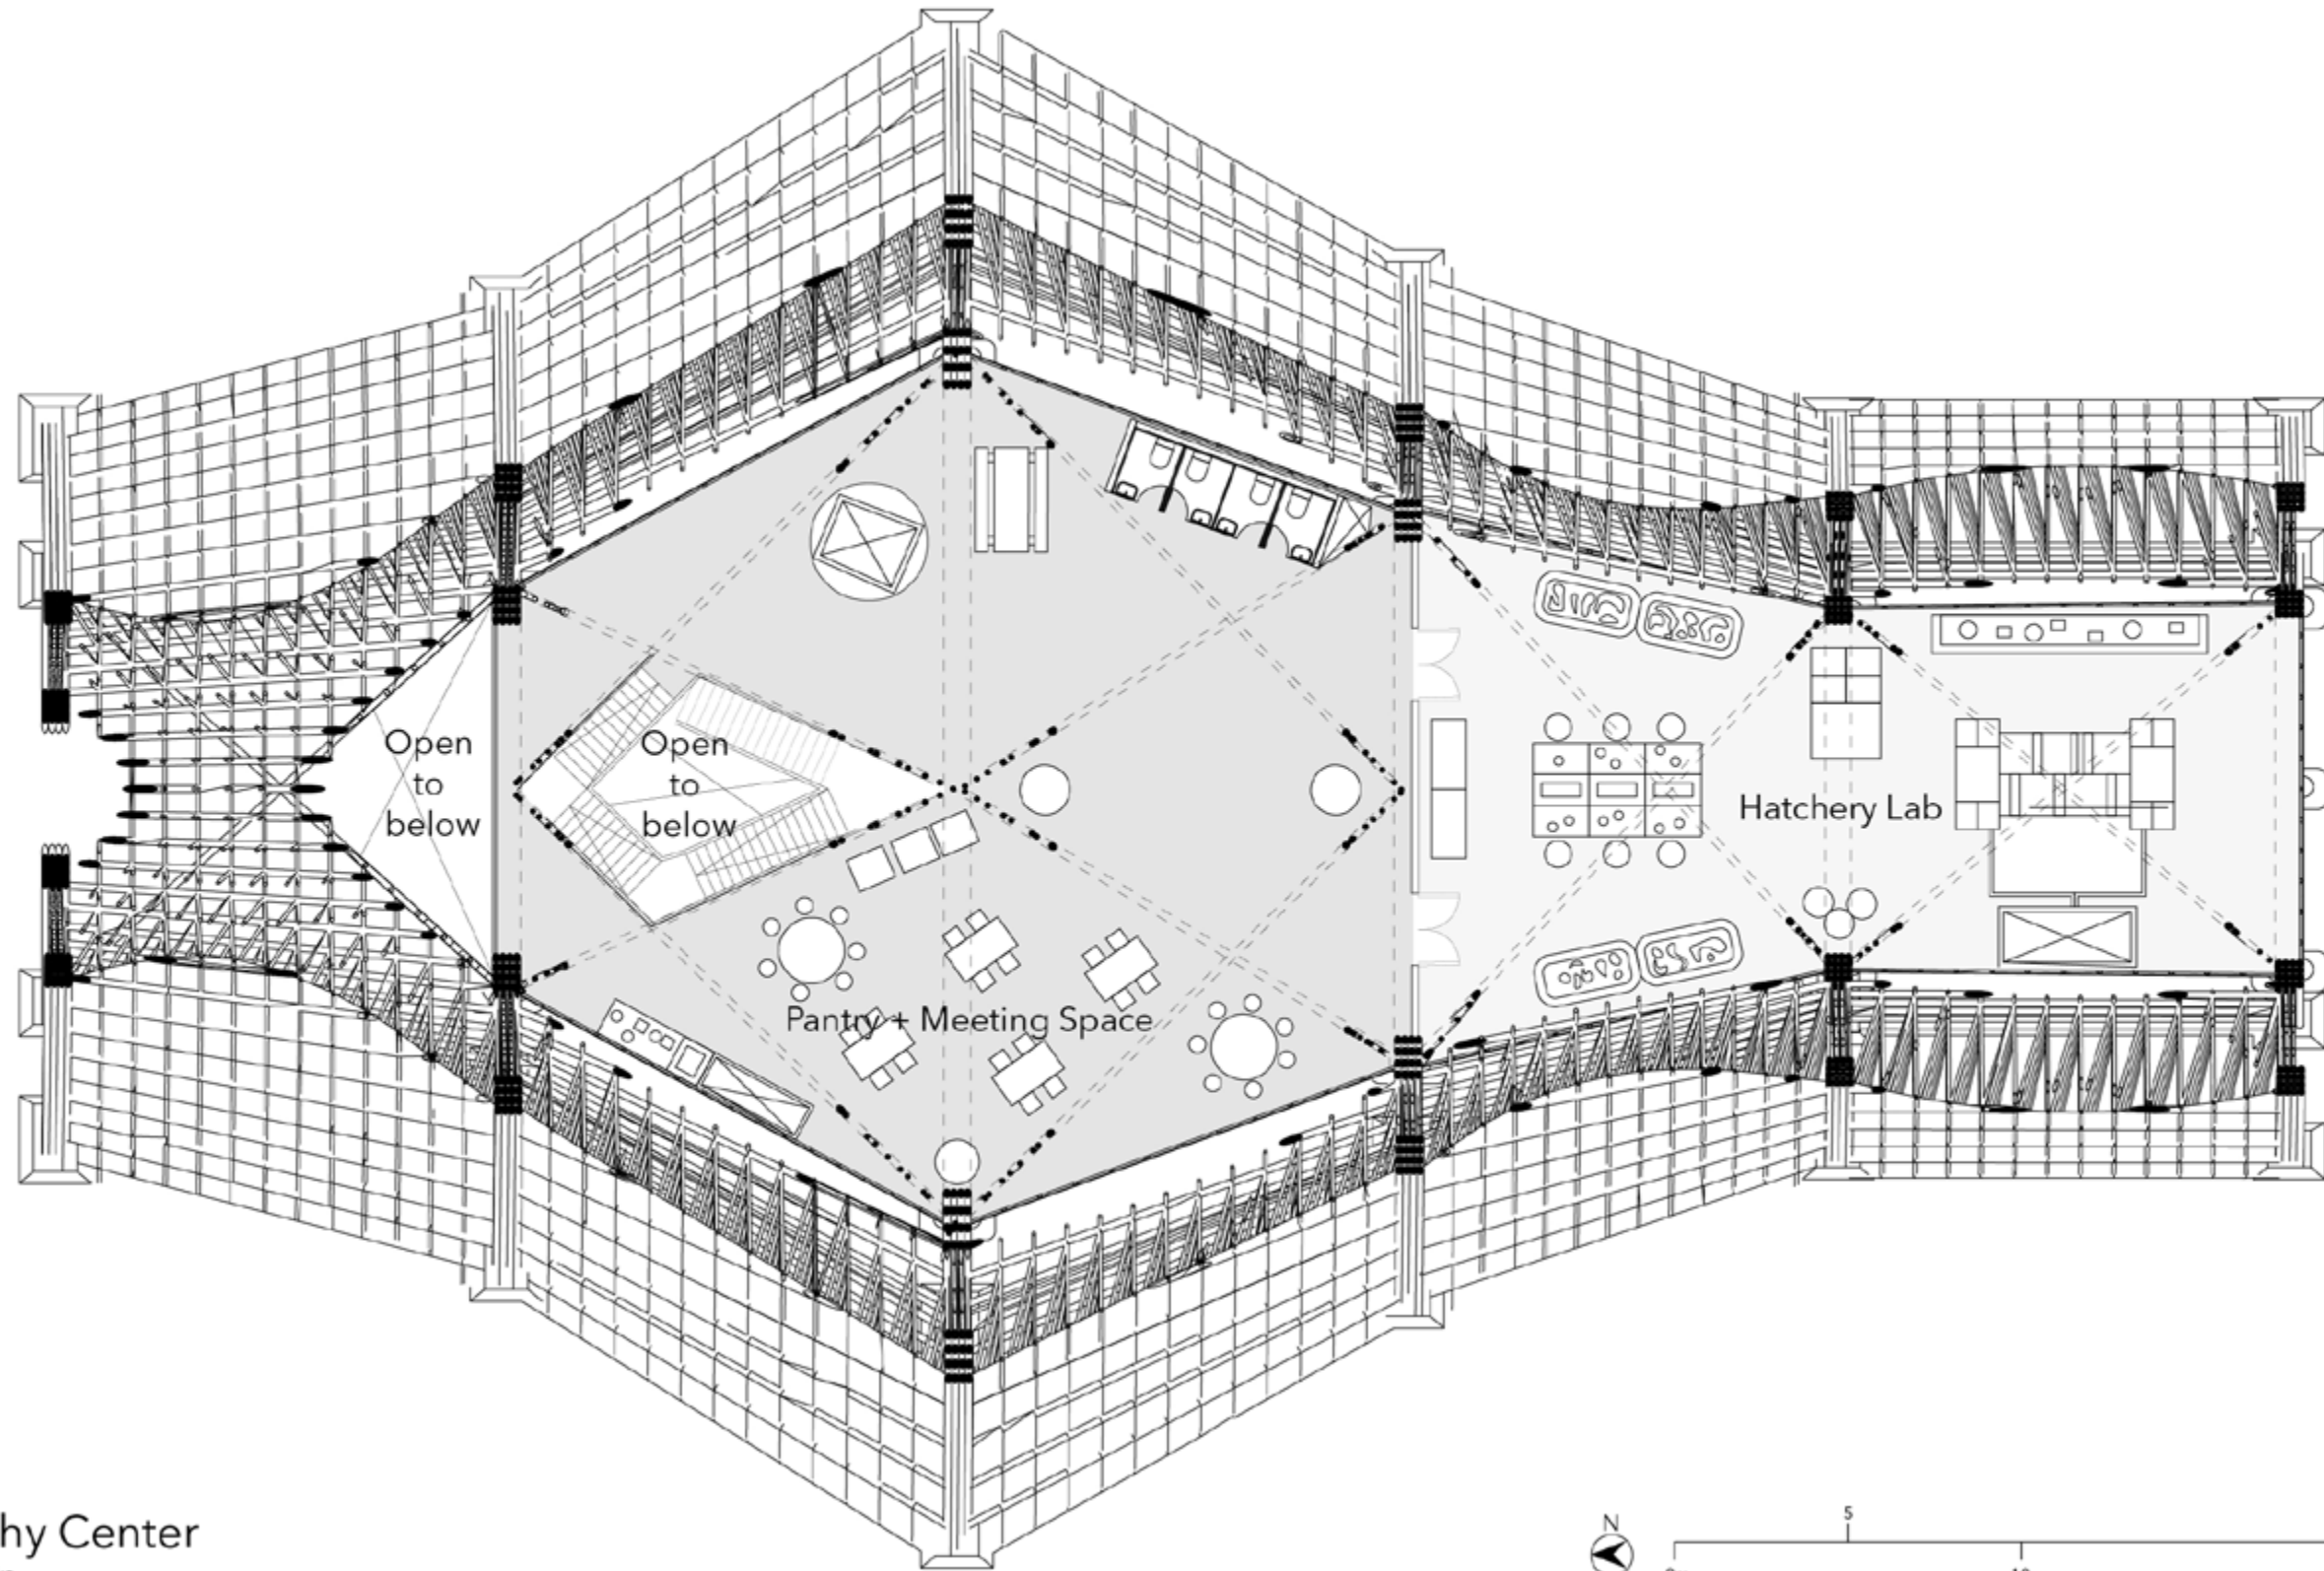 Open
to
below
Open
to
below
Hatchery Lab
Pantry + Meeting Space
hy Center
N
5